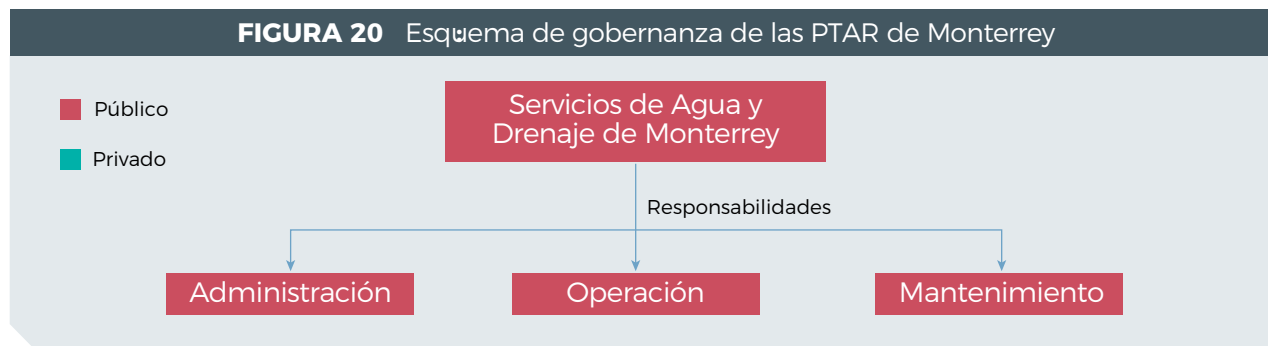 FIGURA 20 Esquema de gobernanza de las PTAR de Monterrey
Público
Privado
Servicios de Agua y
Drenaje de Monterrey
Responsabilidades
Administración
Operación
Mantenimiento